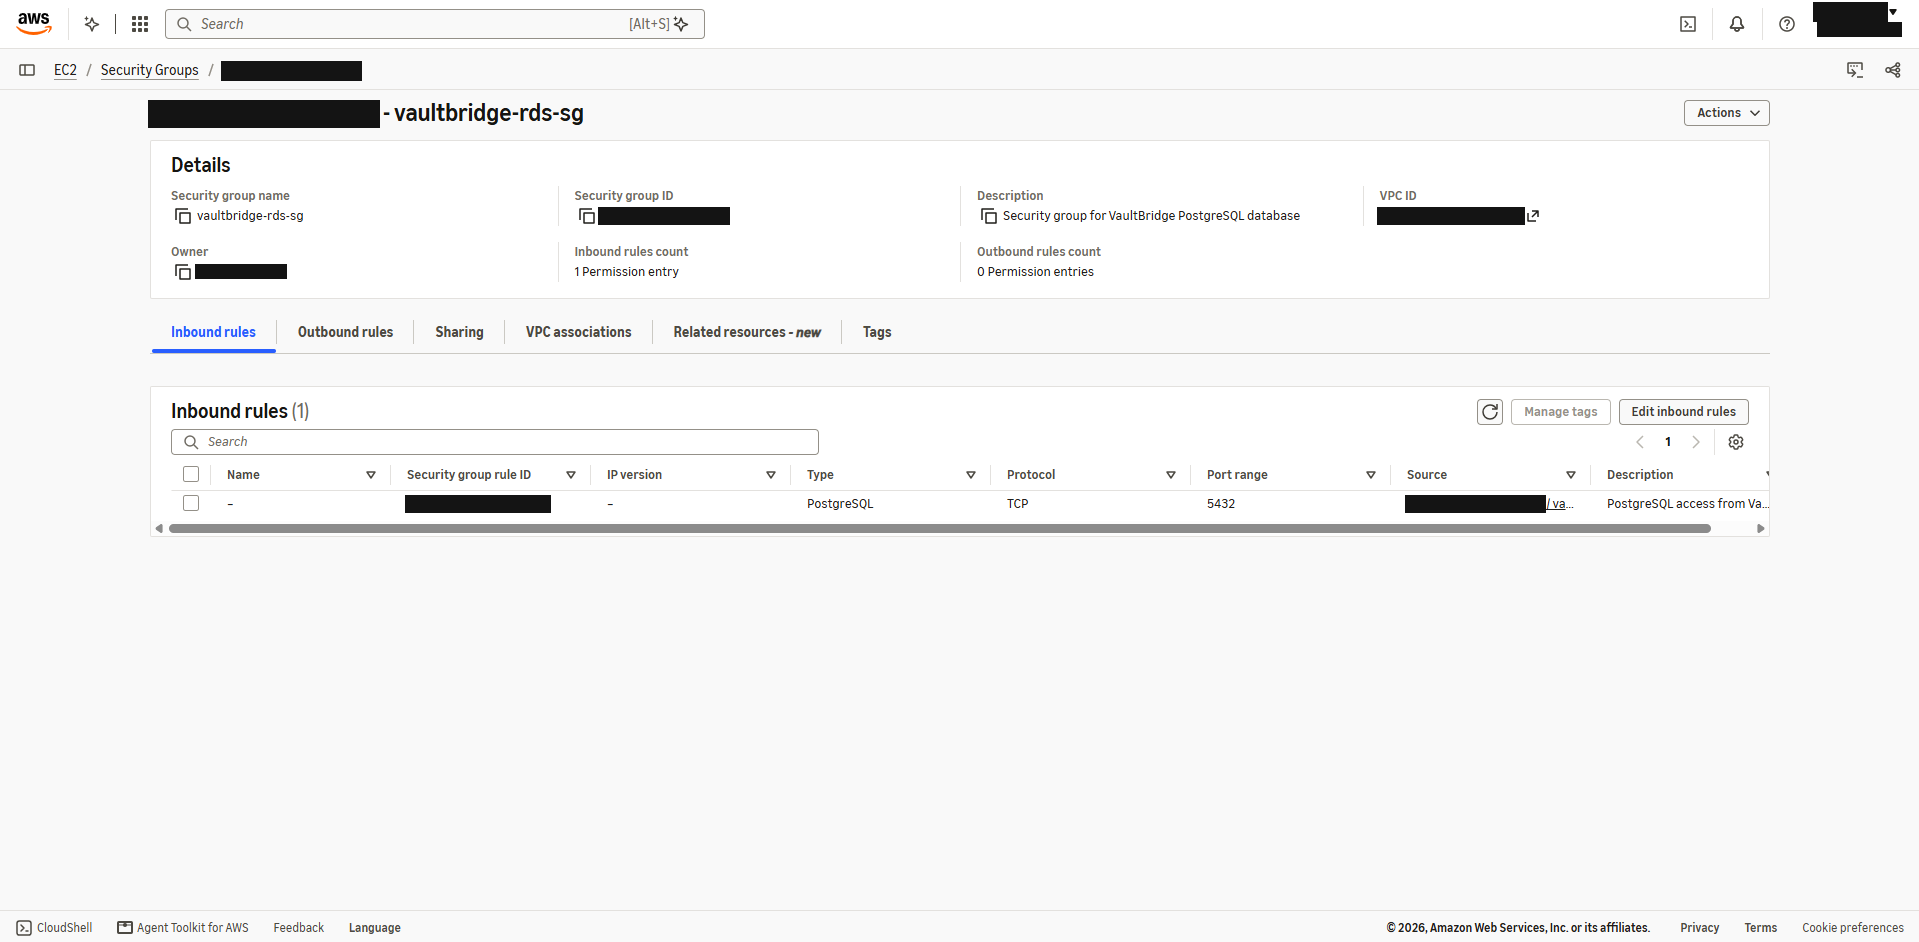 aws
Search [Alt+S]
EC2 / Security Groups /
- vaultbridge-rds-sg
Actions
Details
Security group name Security group ID Description VPC ID
vaultbridge-rds-sg Security group for VaultBridge PostgreSQL database
Owner Inbound rules count Outbound rules count
1 Permission entry 0 Permission entries
Inbound rules Outbound rules Sharing VPC associations Related resources - new Tags
Inbound rules (1) Manage tags Edit inbound rules
Search 1
Name Security group rule ID IP version Type Protocol Port range Source Description
– – PostgreSQL TCP 5432 / va... PostgreSQL access from Va...
CloudShell Agent Toolkit for AWS Feedback Language © 2026, Amazon Web Services, Inc. or its affiliates. Privacy Terms Cookie preferences